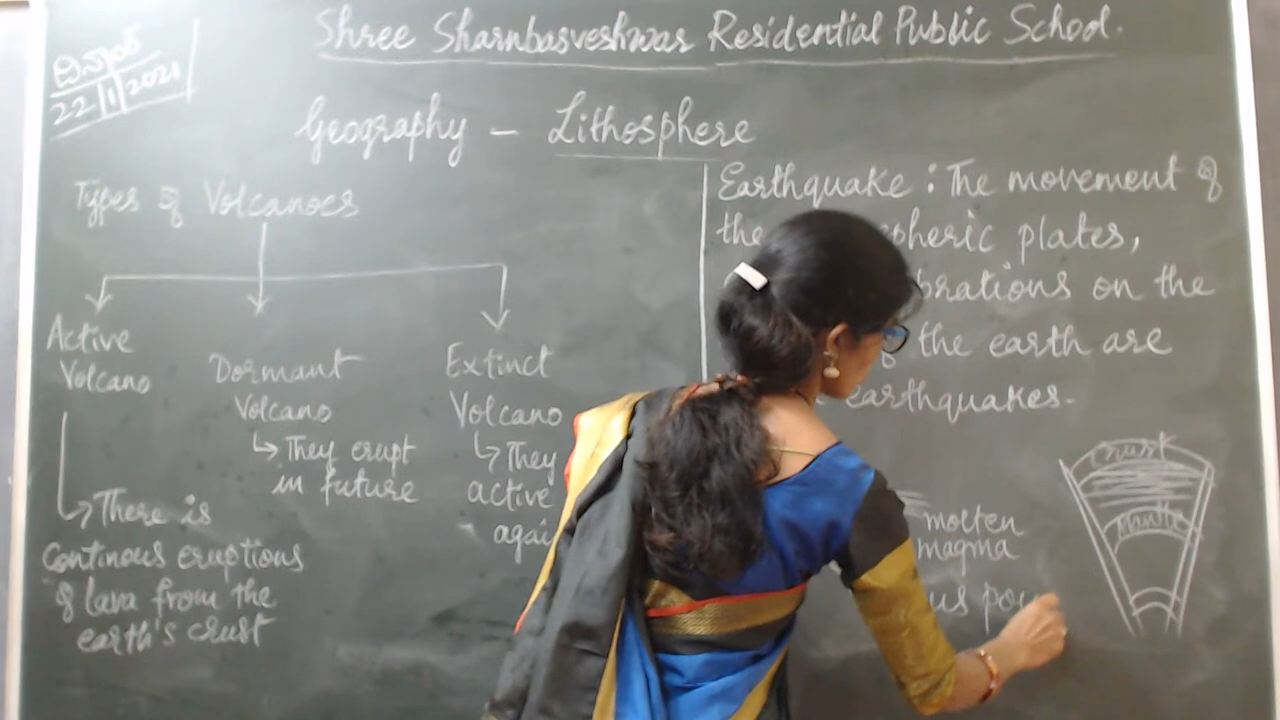 Shree Sharnbasveshwar Residential Public School.
ದಿನಾಂಕ
22/1/2021
Geography - Lithosphere
Types of Volcanoes
Active
Volcano
There is
Continous eruptions
of lava from the
earth's crust
Dormant
Volcano
They erupt
in future
Extinct
Volcano
They
active
Earthquake : The movement of
the plates,
on the
the earth are
earthquakes.
molten
magma
Crust
Mantle